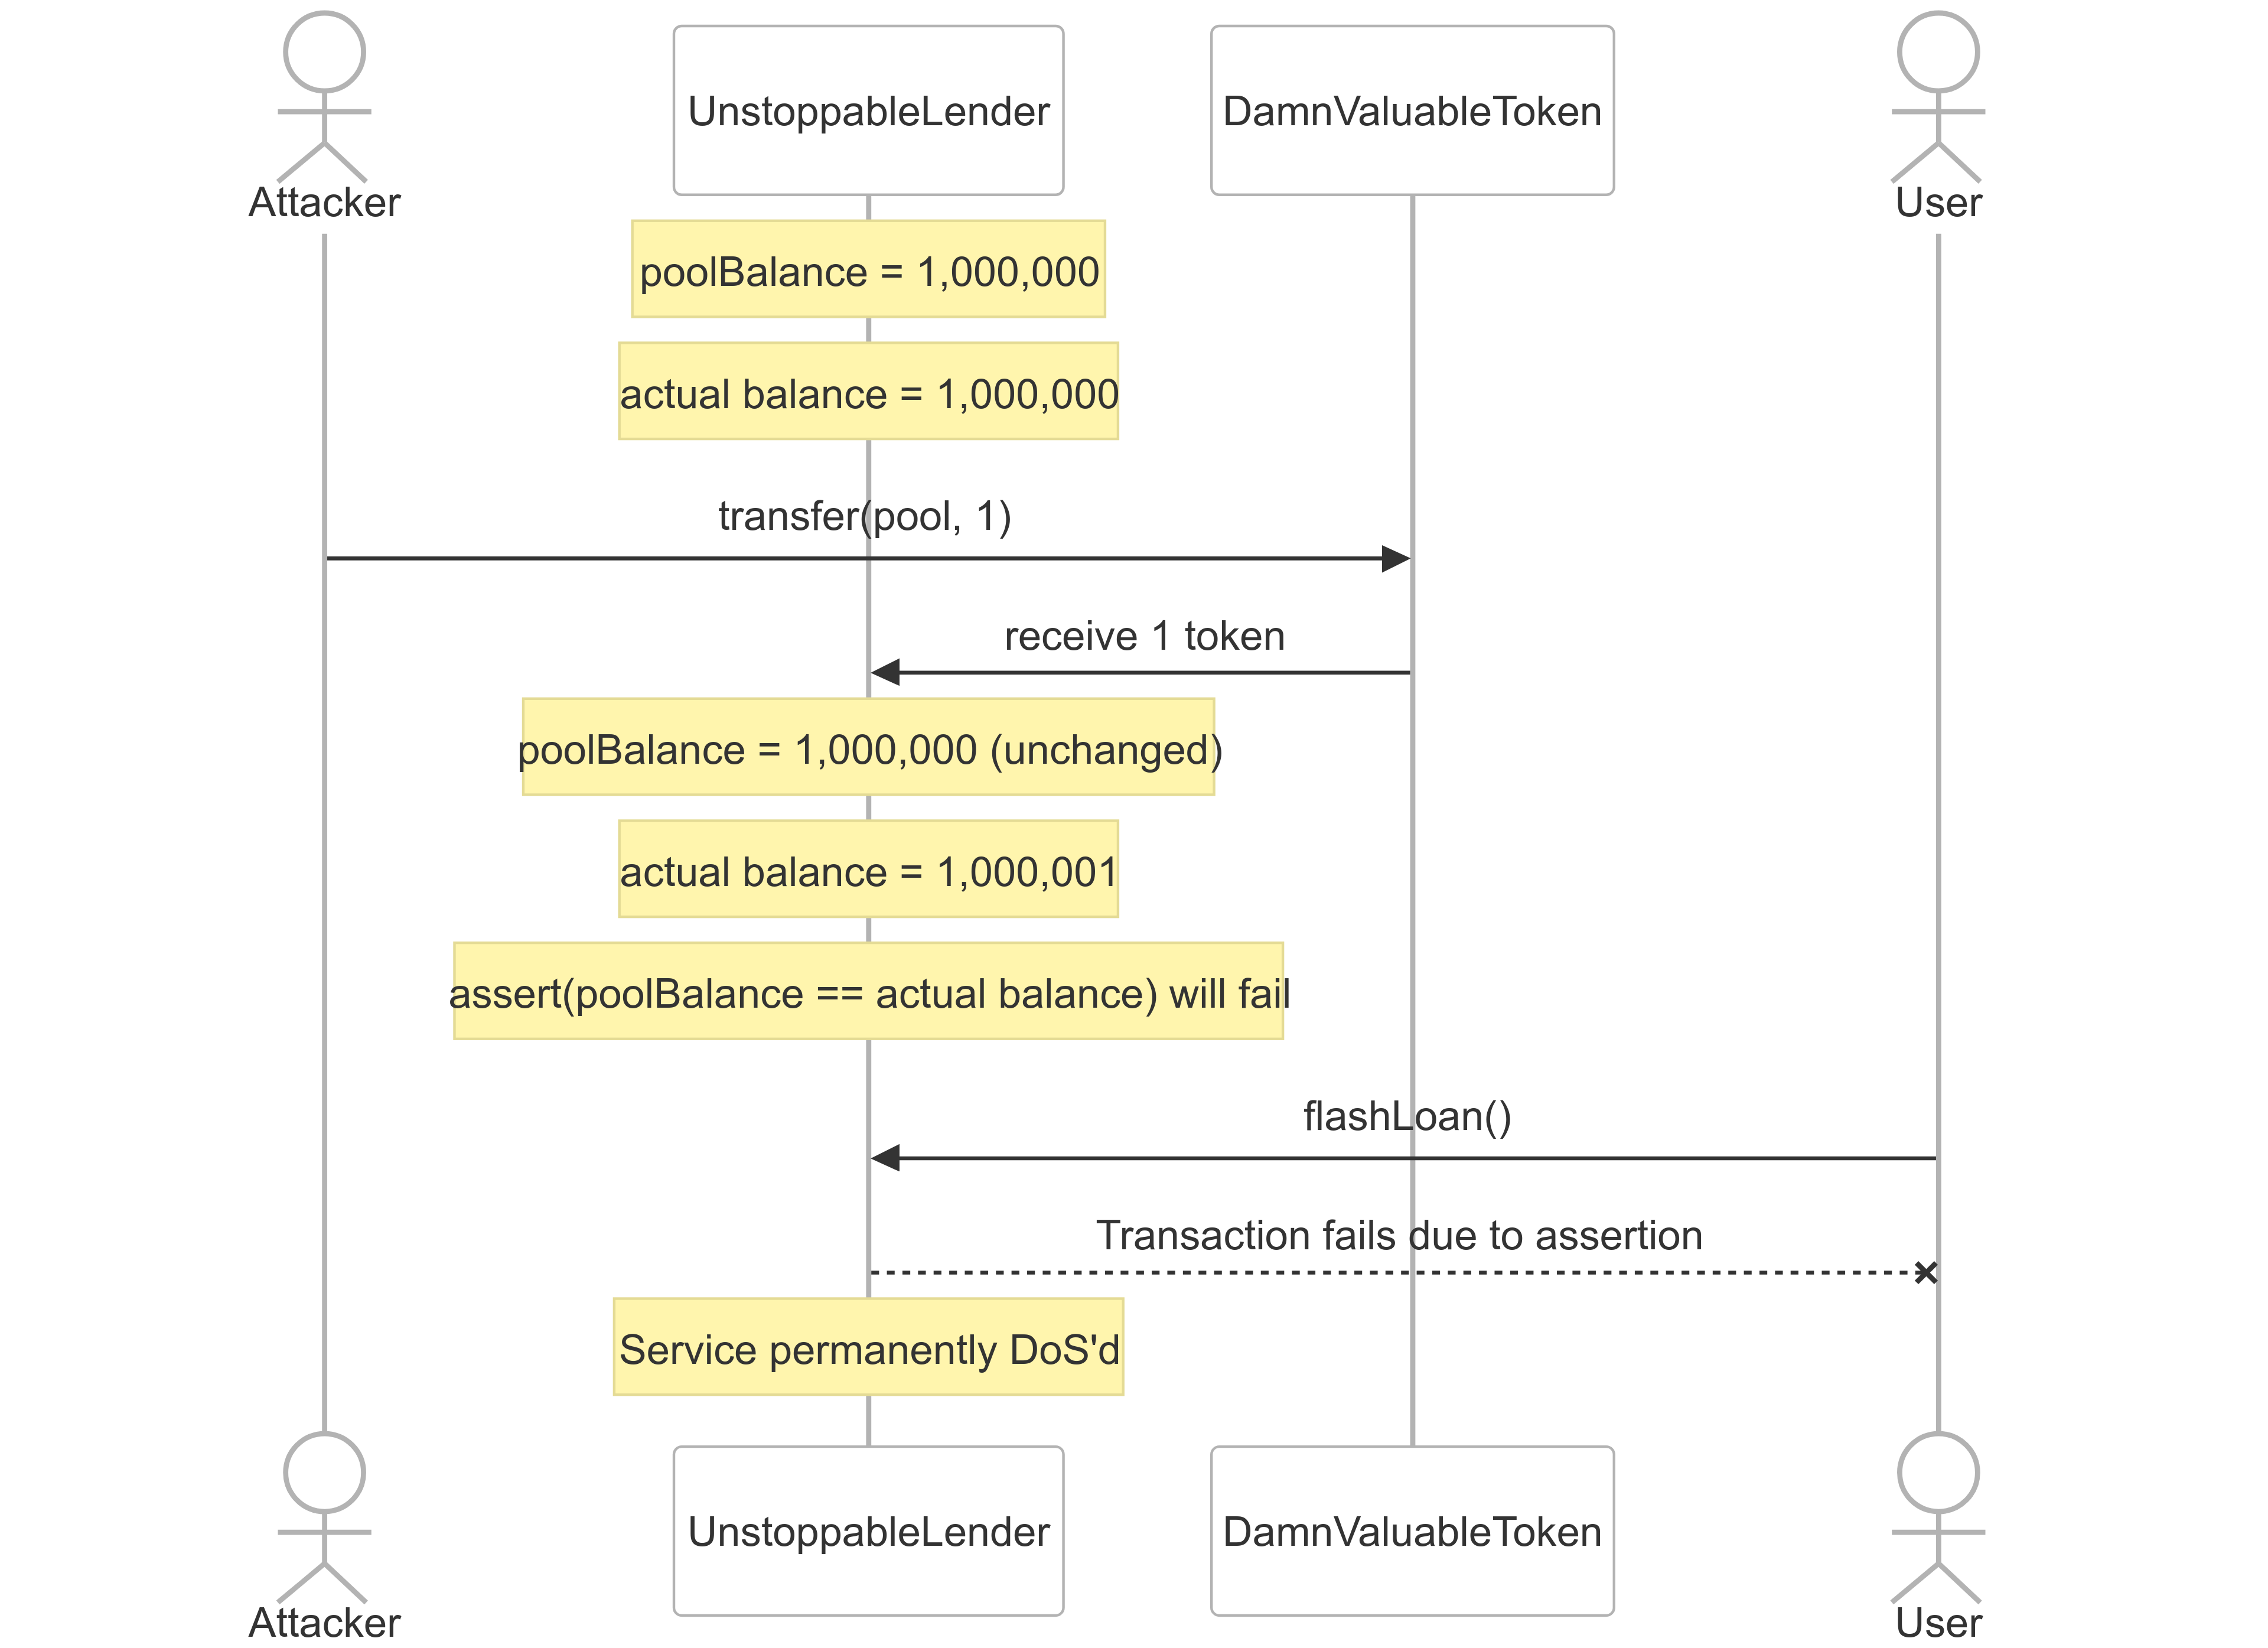 Attacker
UnstoppableLender
DamnValuableToken
User
poolBalance = 1,000,000
actual balance = 1,000,000
transfer(pool, 1)
receive 1 token
poolBalance = 1,000,000 (unchanged)
actual balance = 1,000,001
assert(poolBalance == actual balance) will fail
flashLoan()
Transaction fails due to assertion
Service permanently DoS'd
Attacker
UnstoppableLender
DamnValuableToken
User